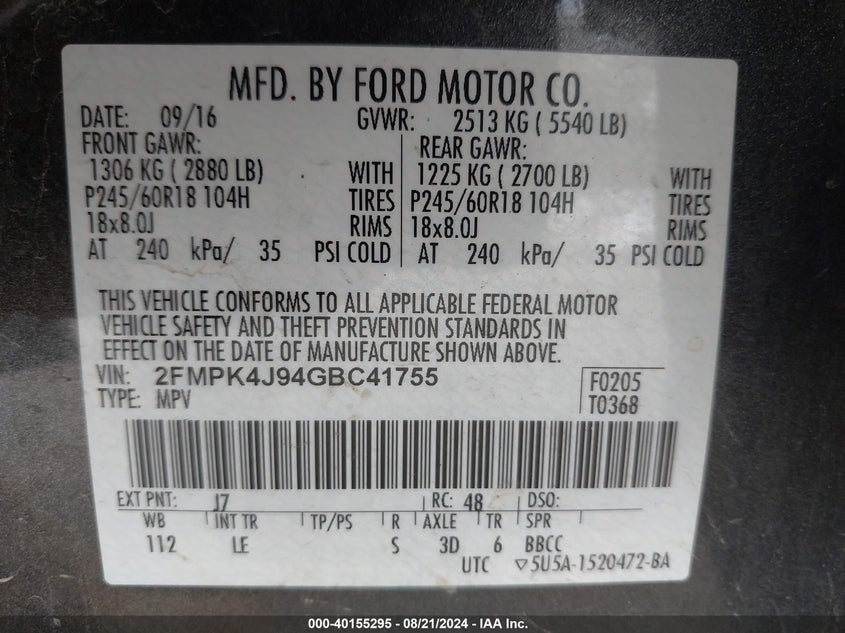 MFD. BY FORD MOTOR CO.
DATE: 09/16 GVWR: 2513 KG ( 5540 LB)
FRONT GAWR: REAR GAWR:
1306 KG ( 2880 LB) WITH 1225 KG ( 2700 LB) WITH
P245/60R18 104H TIRES P245/60R18 104H TIRES
18x8.0J RIMS 18x8.0J RIMS
AT 240 kPa/ 35 PSI COLD AT 240 kPa/ 35 PSI COLD
THIS VEHICLE CONFORMS TO ALL APPLICABLE FEDERAL MOTOR
VEHICLE SAFETY AND THEFT PREVENTION STANDARDS IN
EFFECT ON THE DATE OF MANUFACTURE SHOWN ABOVE.
VIN: 2FMPK4J94GBC41755 F0205
TYPE: MPV T0368
EXT PNT: J7 RC: 48 DSO:
WB INT TR TP/PS R AXLE TR SPR
112 LE S 3D 6 BBCC
UTC ▽5U5A-1520472-BA
000-40155295 - 08/21/2024 - IAA Inc.